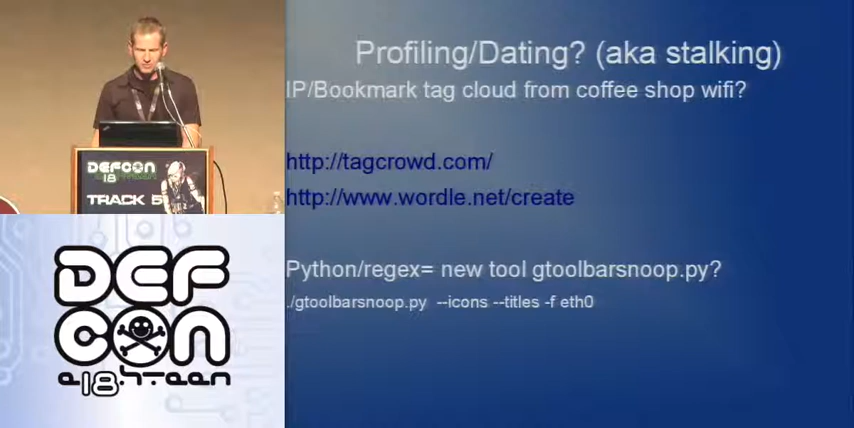 Profiling/Dating? (aka stalking)
IP/Bookmark tag cloud from coffee shop wifi?
http://tagcrowd.com/
http://www.wordle.net/create
Python/regex= new tool gtoolbarsnoop.py?
./gtoolbarsnoop.py --icons --titles -f eth0
DEFCON
18
TRACK 5
DEF
CON
e18hteen